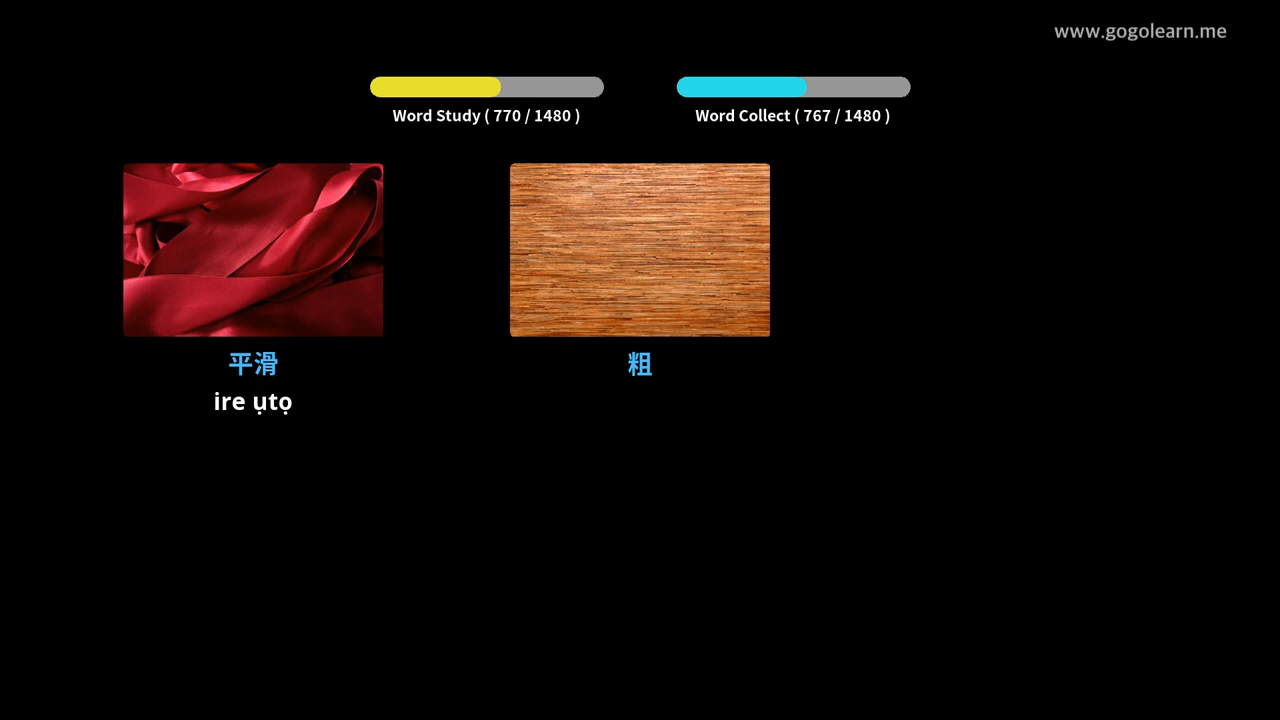 www.gogolearn.me
Word Study ( 770 / 1480 )
Word Collect ( 767 / 1480 )
平滑
粗
ire ụtọ